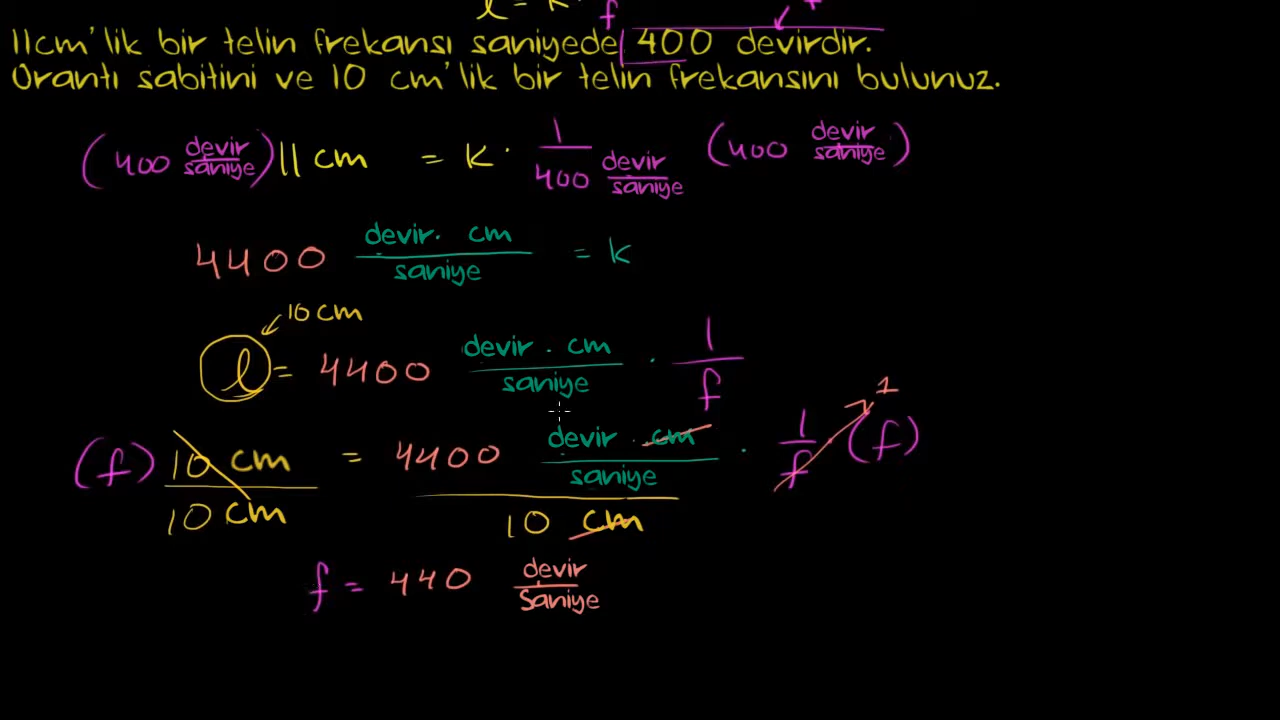 l = k·
f
11cm'lik bir telin frekansı saniyede 400 devirdir.
Orantı sabitini ve 10 cm'lik bir telin frekansını bulunuz.
(400 devir/saniye) 11 cm = k · 1/400 devir/saniye (400 devir/saniye)
4400 devir · cm/saniye = k
10 cm
l = 4400 devir · cm/saniye · 1/f
1
(f) 10 cm/10 cm = 4400 devir · cm/saniye/10 cm · 1/f (f)
f = 440 devir/saniye